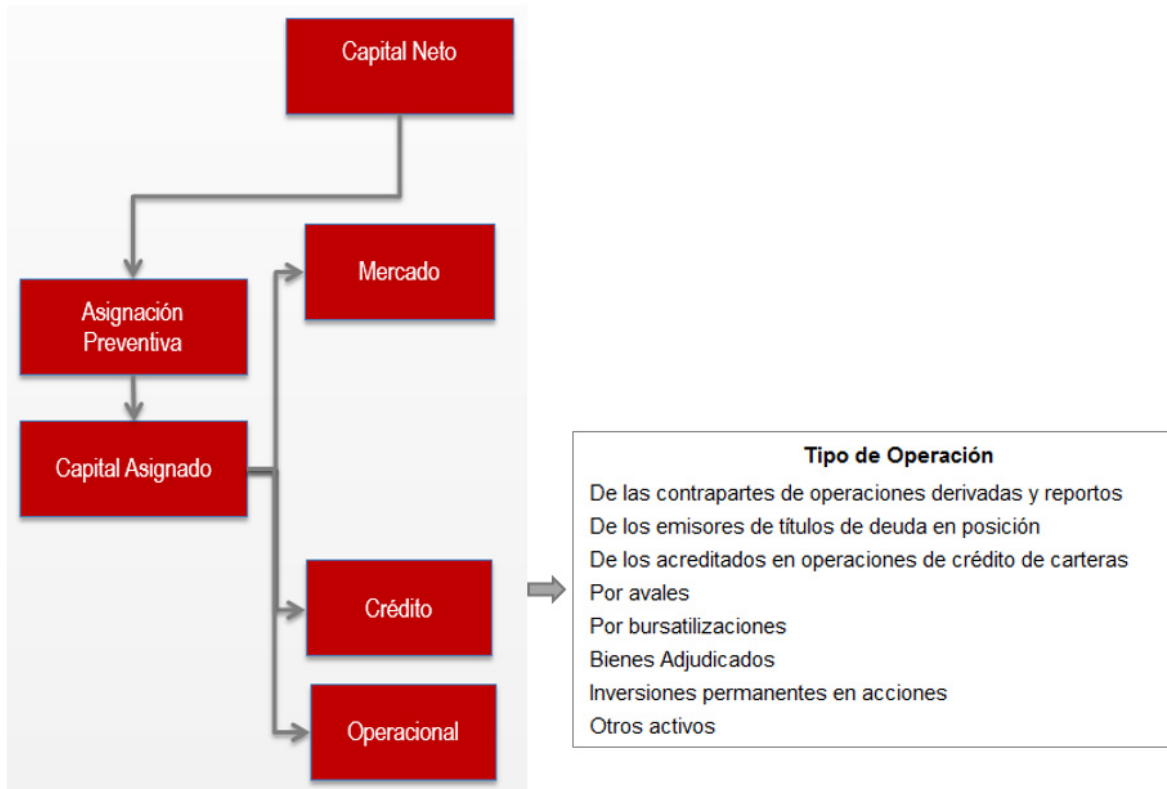 Capital Neto
Mercado
Asignación
Preventiva
Capital Asignado
Crédito
Operacional
Tipo de Operación
De las contrapartes de operaciones derivadas y reportos
De los emisores de títulos de deuda en posición
De los acreditados en operaciones de crédito de carteras
Por avales
Por bursatilizaciones
Bienes Adjudicados
Inversiones permanentes en acciones
Otros activos